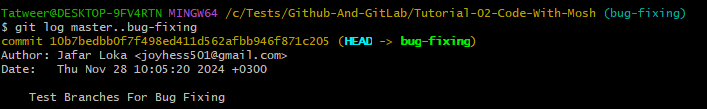 Tatweer@DESKTOP-9FV4RTN MINGW64 /c/Tests/Github-And-GitLab/Tutorial-02-Code-With-Mosh (bug-fixing)
$ git log master..bug-fixing
commit 10b7bedbb0f7f498ed411d562afbb946f871c205 (HEAD -> bug-fixing)
Author: Jafar Loka <joyhess501@gmail.com>
Date:   Thu Nov 28 10:05:20 2024 +0300
    Test Branches For Bug Fixing